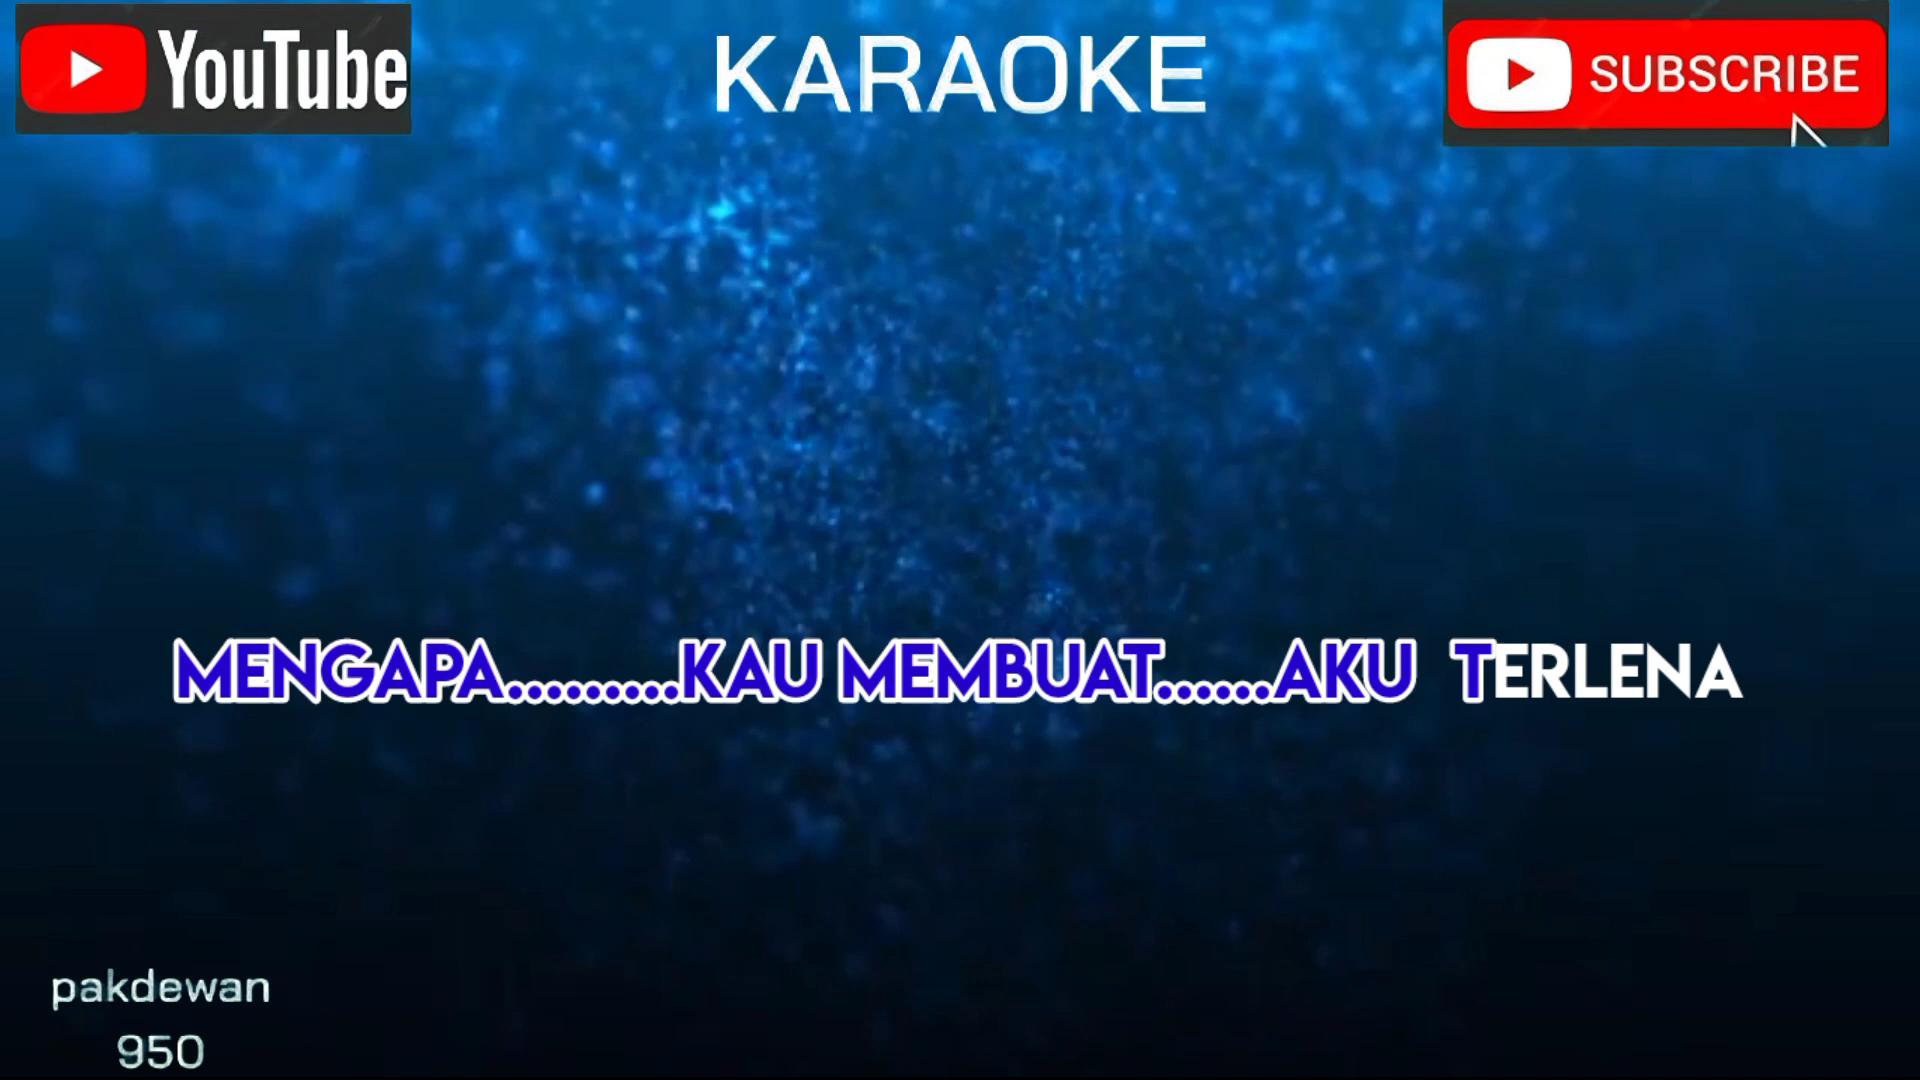 YouTube
KARAOKE
SUBSCRIBE
MENGAPA.........KAU MEMBUAT......AKU TERLENA
pakdewan
950